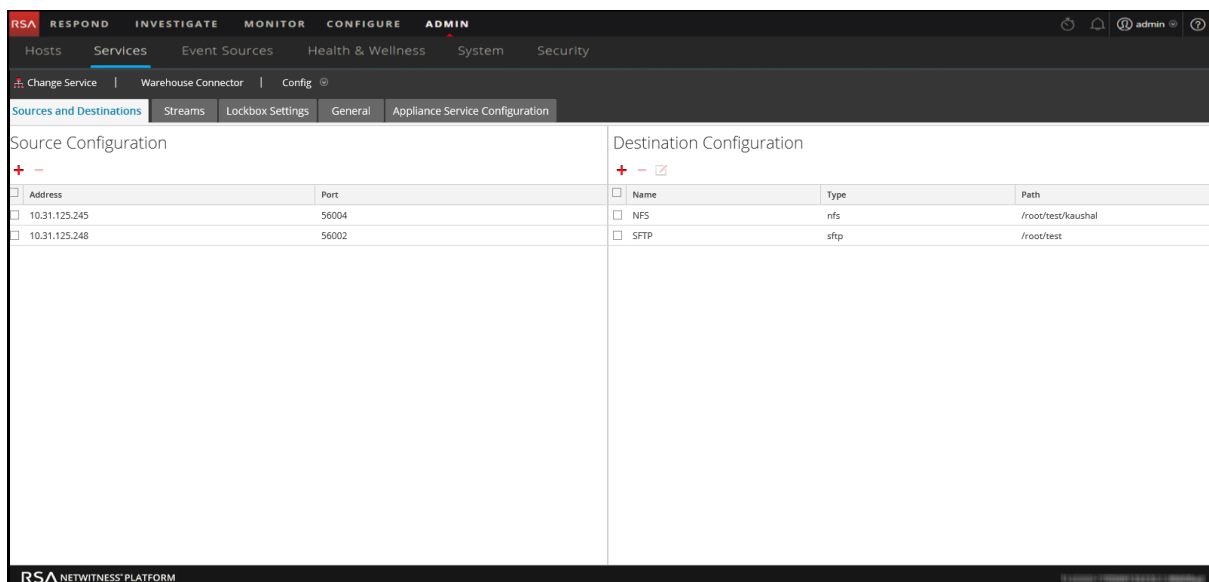 RSA RESPOND INVESTIGATE MONITOR CONFIGURE ADMIN admin ?
Hosts Services Event Sources Health & Wellness System Security
Change Service | Warehouse Connector | Config
Sources and Destinations Streams Lockbox Settings General Appliance Service Configuration
Source Configuration
Address Port
10.31.125.245 56004
10.31.125.248 56002
Destination Configuration
Name Type Path
NFS nfs /root/test/kaushal
SFTP sftp /root/test
RSA NETWITNESS® PLATFORM